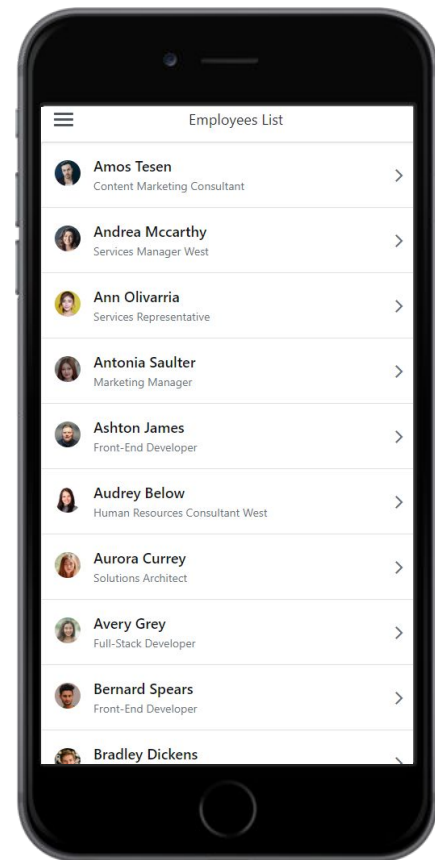 Employees List
Amos Tesen
Content Marketing Consultant
Andrea Mccarthy
Services Manager West
Ann Olivarria
Services Representative
Antonia Saulter
Marketing Manager
Ashton James
Front-End Developer
Audrey Below
Human Resources Consultant West
Aurora Currey
Solutions Architect
Avery Grey
Full-Stack Developer
Bernard Spears
Front-End Developer
Bradley Dickens